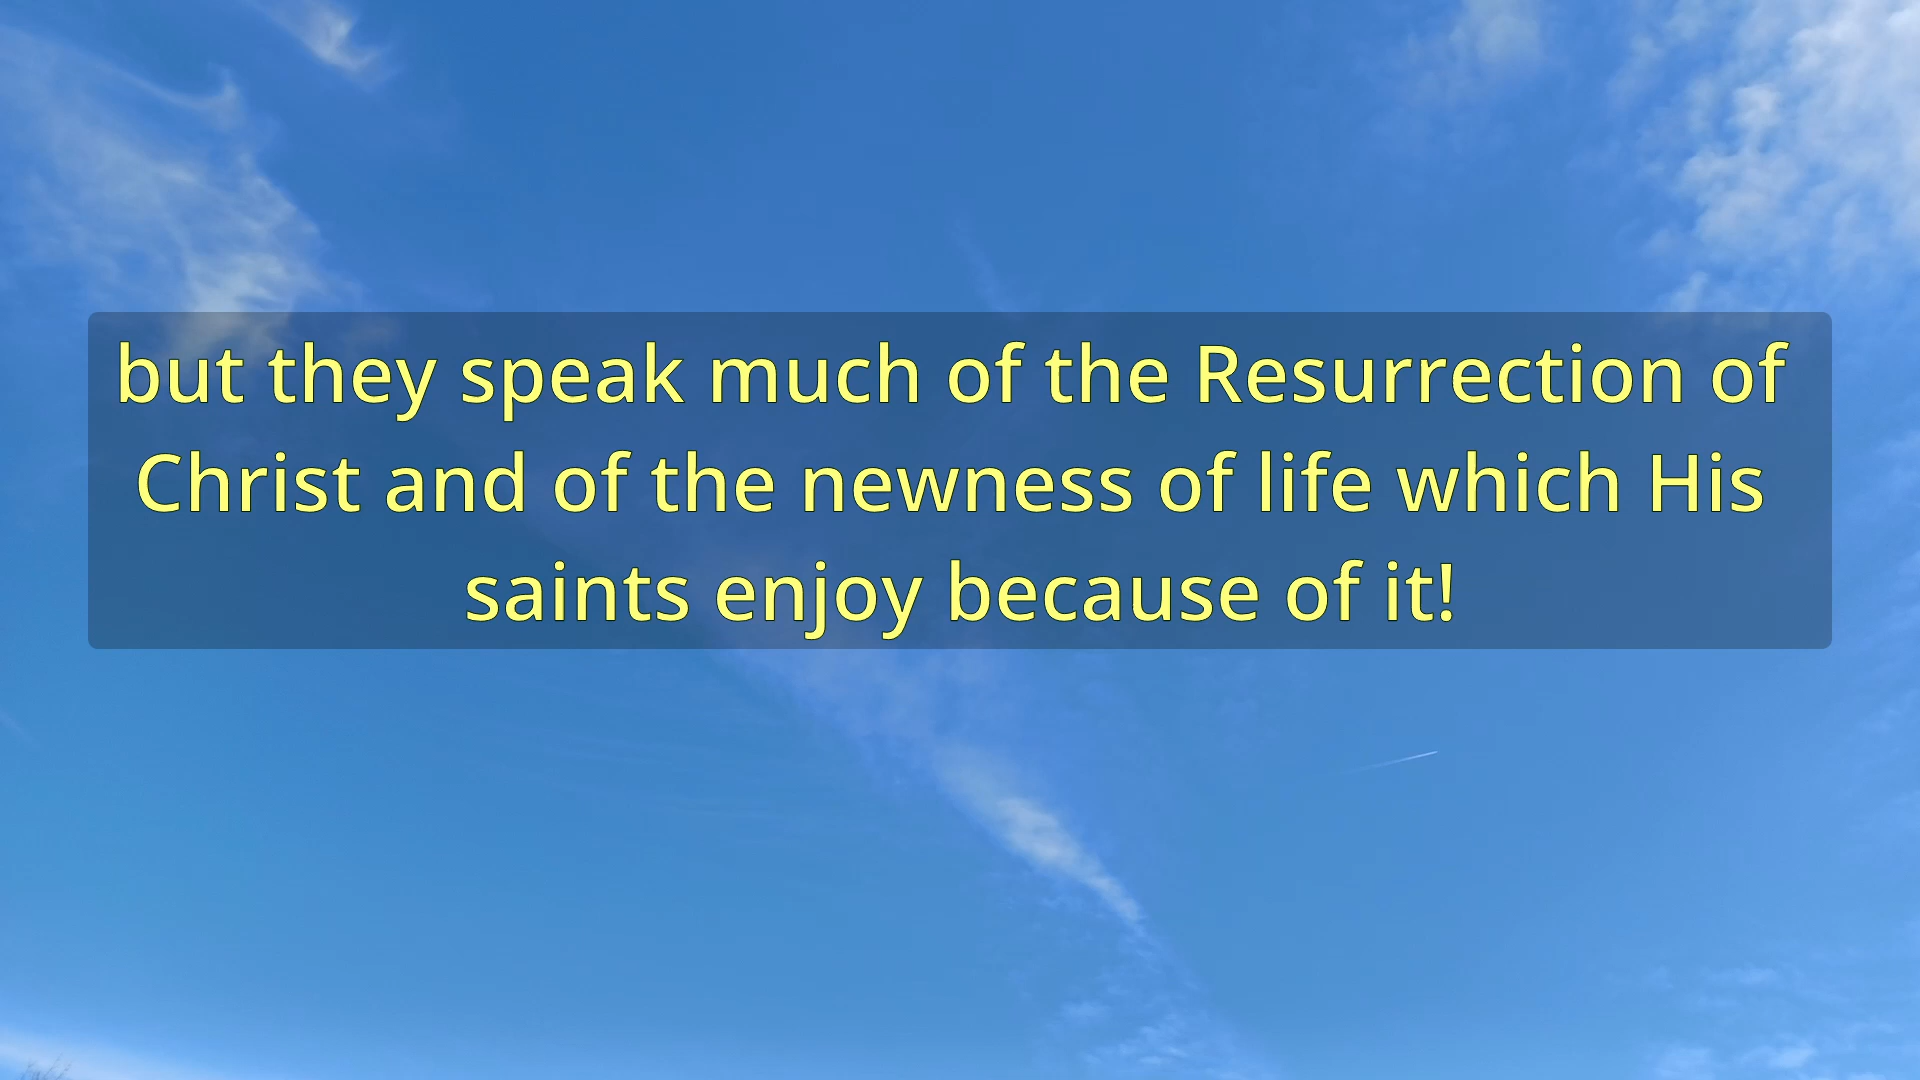 but they speak much of the Resurrection of
Christ and of the newness of life which His
saints enjoy because of it!